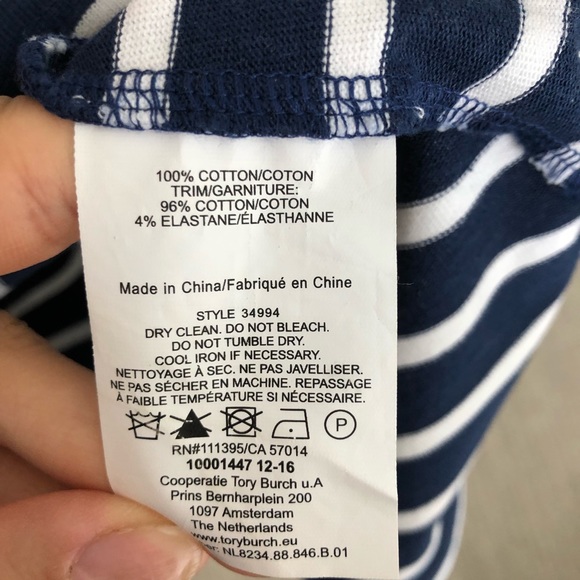 100% COTTON/COTON
TRIM/GARNITURE:
96% COTTON/COTON
4% ELASTANE/ÉLASTHANNE
Made in China/Fabriqué en Chine
STYLE 34994
DRY CLEAN. DO NOT BLEACH.
DO NOT TUMBLE DRY.
COOL IRON IF NECESSARY.
NETTOYAGE À SEC. NE PAS JAVELLISER.
NE PAS SÉCHER EN MACHINE. REPASSAGE
À FAIBLE TEMPÉRATURE SI NÉCESSAIRE.
P
RN#111395/CA 57014
10001447 12-16
Cooperatie Tory Burch u.A
Prins Bernharplein 200
1097 Amsterdam
The Netherlands
www.toryburch.com
NL8234.88.846.B.01